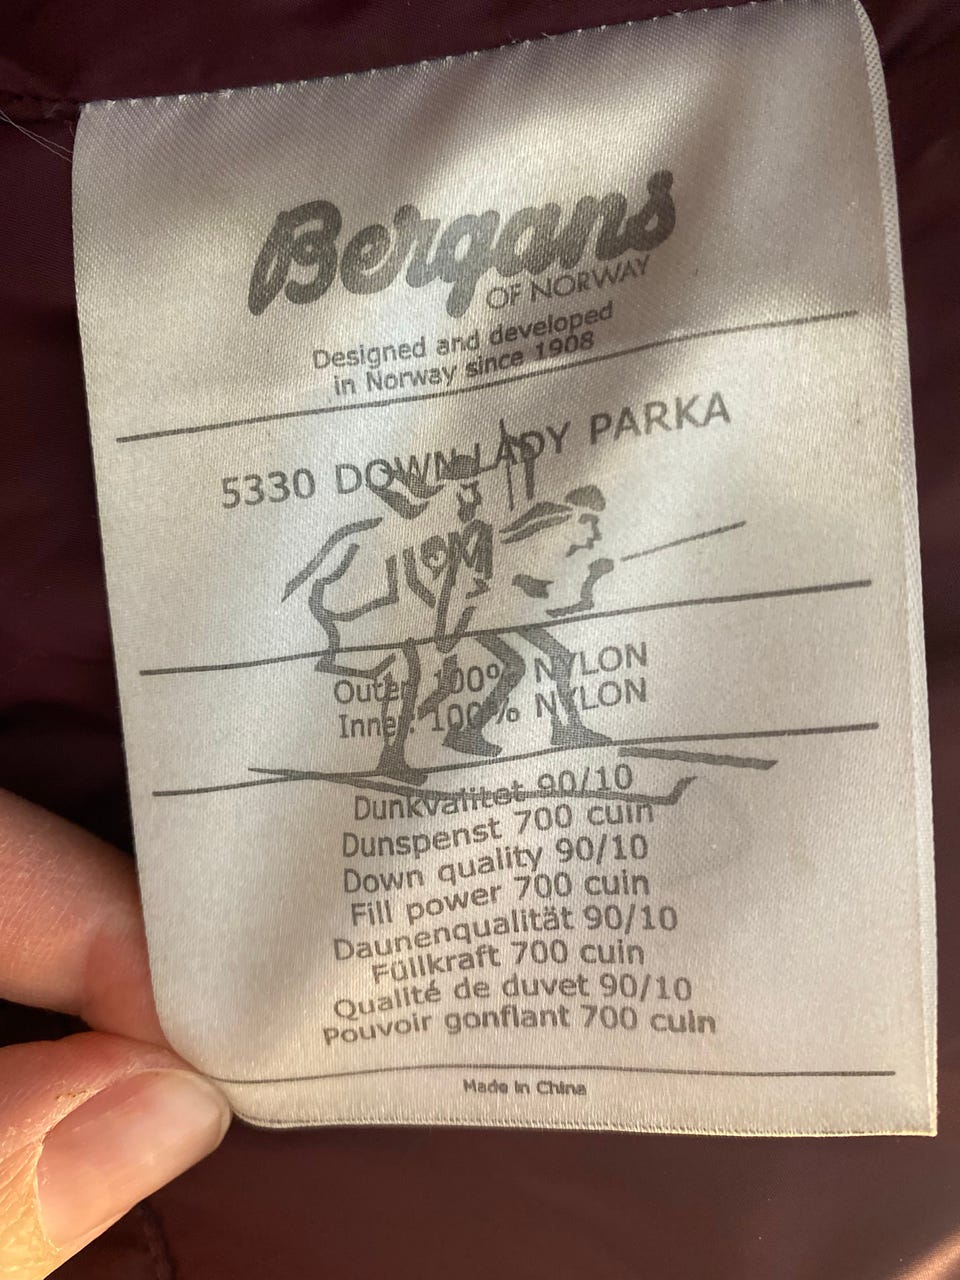 Bergans
OF NORWAY
Designed and developed
in Norway since 1908
5330 DOWN LADY PARKA
Outer: 100% NYLON
Inner: 100% NYLON
Dunkvalitet 90/10
Dunspenst 700 cuin
Down quality 90/10
Fill power 700 cuin
Daunenqualität 90/10
Füllkraft 700 cuin
Qualité de duvet 90/10
Pouvoir gonflant 700 cuin
Made in China